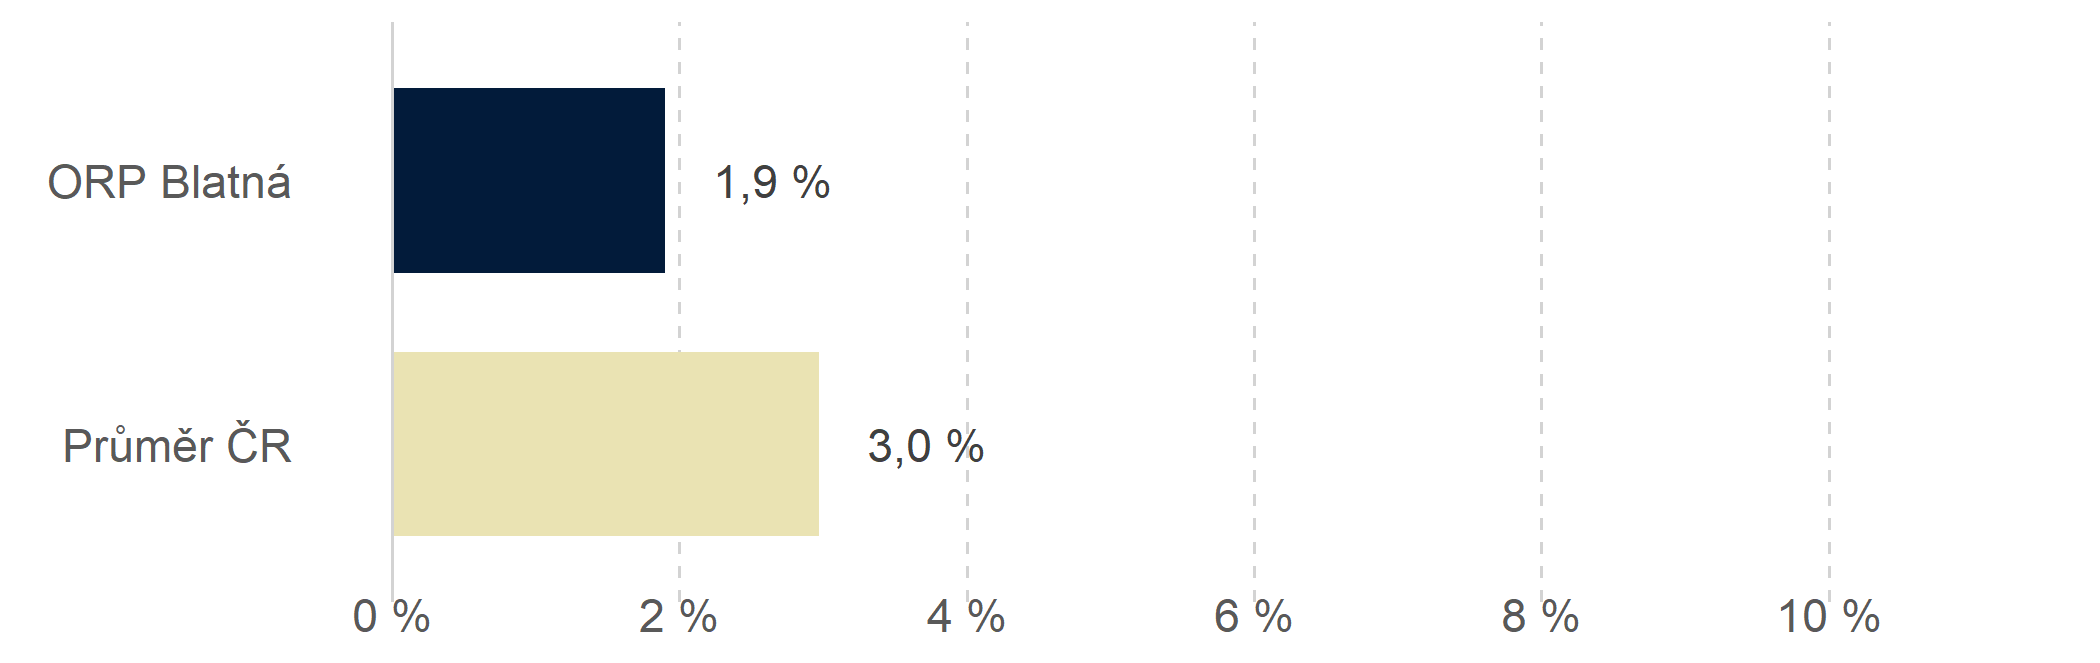 ORP Blatná
1,9 %
Průměr ČR
3,0 %
0 % 2 % 4 % 6 % 8 % 10 %